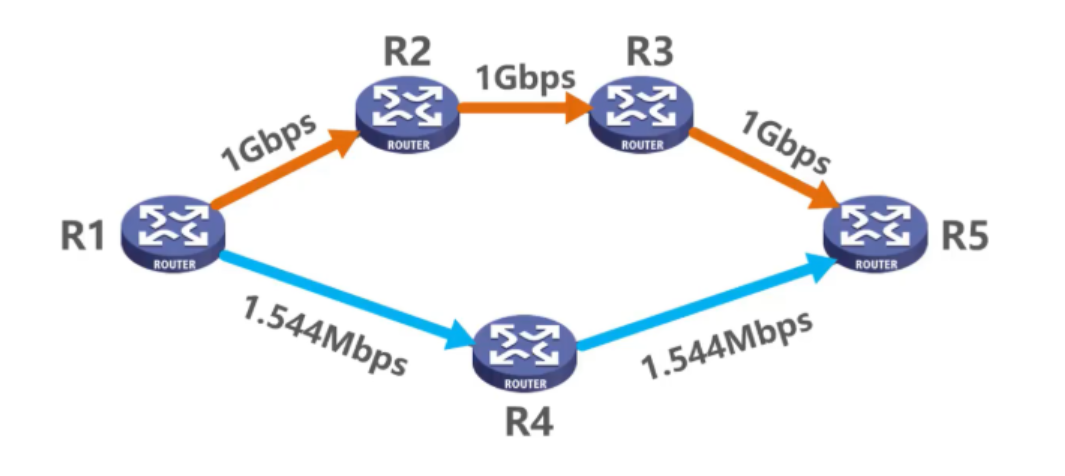 R2
R3
1Gbps
1Gbps
1Gbps
ROUTER
ROUTER
R1
R5
ROUTER
ROUTER
1.544Mbps
1.544Mbps
ROUTER
R4